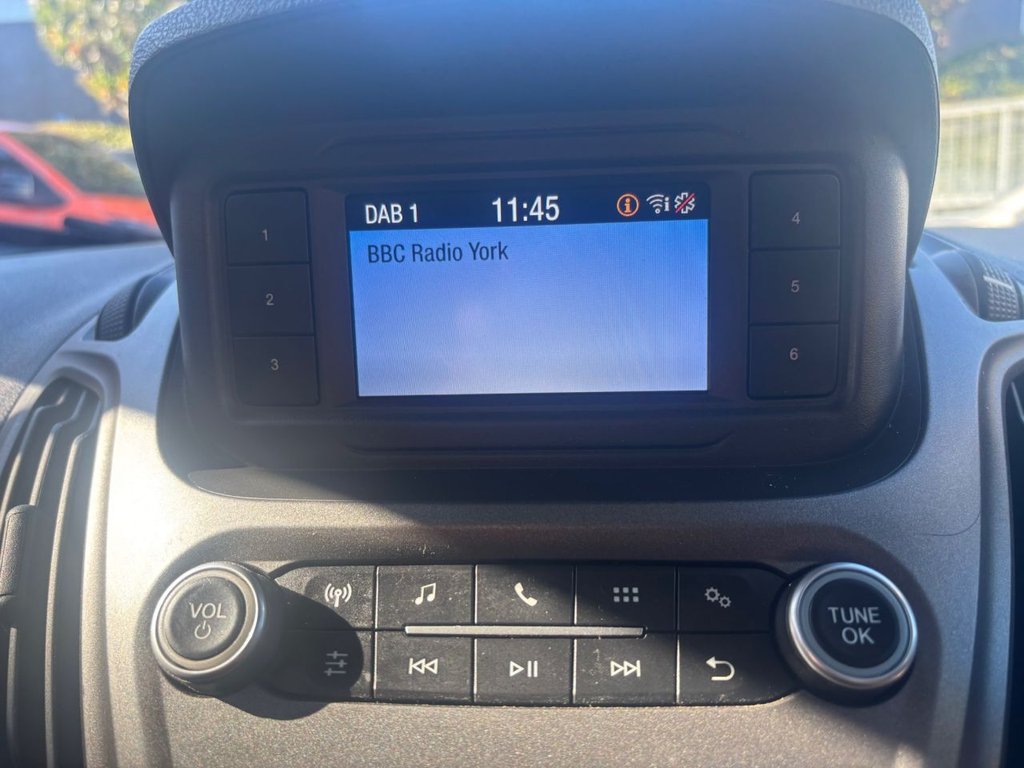 DAB 1 11:45 i i
BBC Radio York
1
2
3
4
5
6
VOL
TUNE
OK